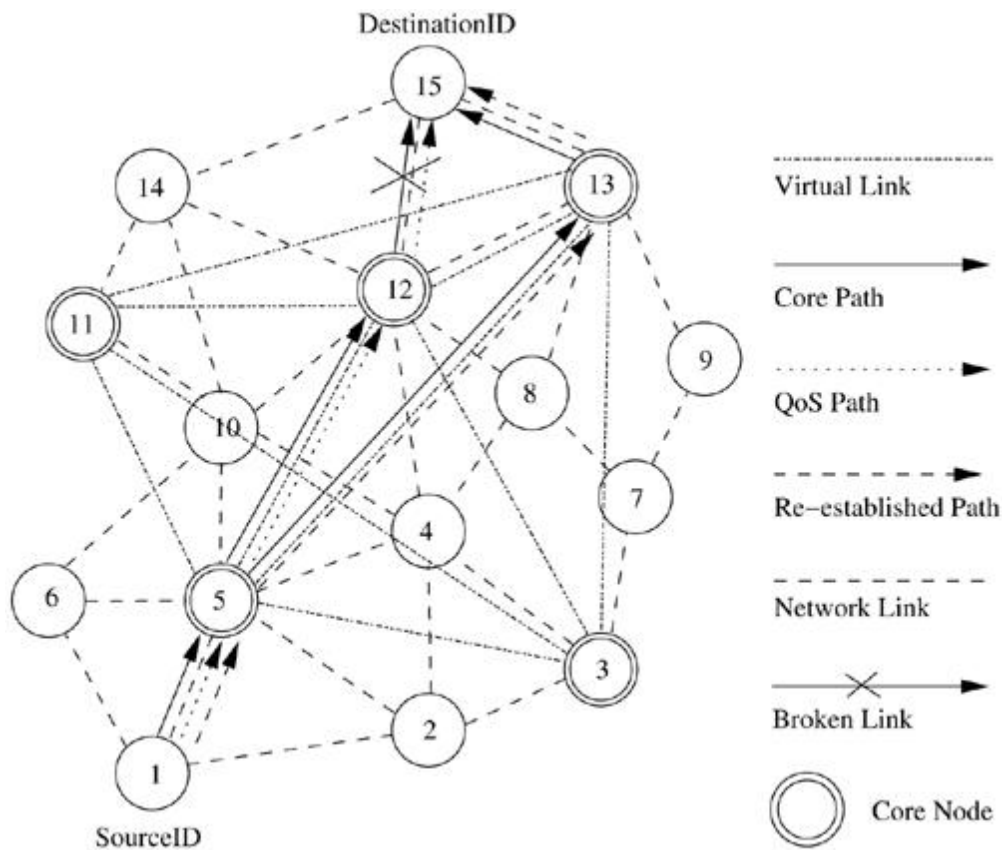 DestinationID
15
14
13
12
11
9
8
10
7
4
6
5
3
2
1
SourceID
Virtual Link
Core Path
QoS Path
Re-established Path
Network Link
Broken Link
Core Node